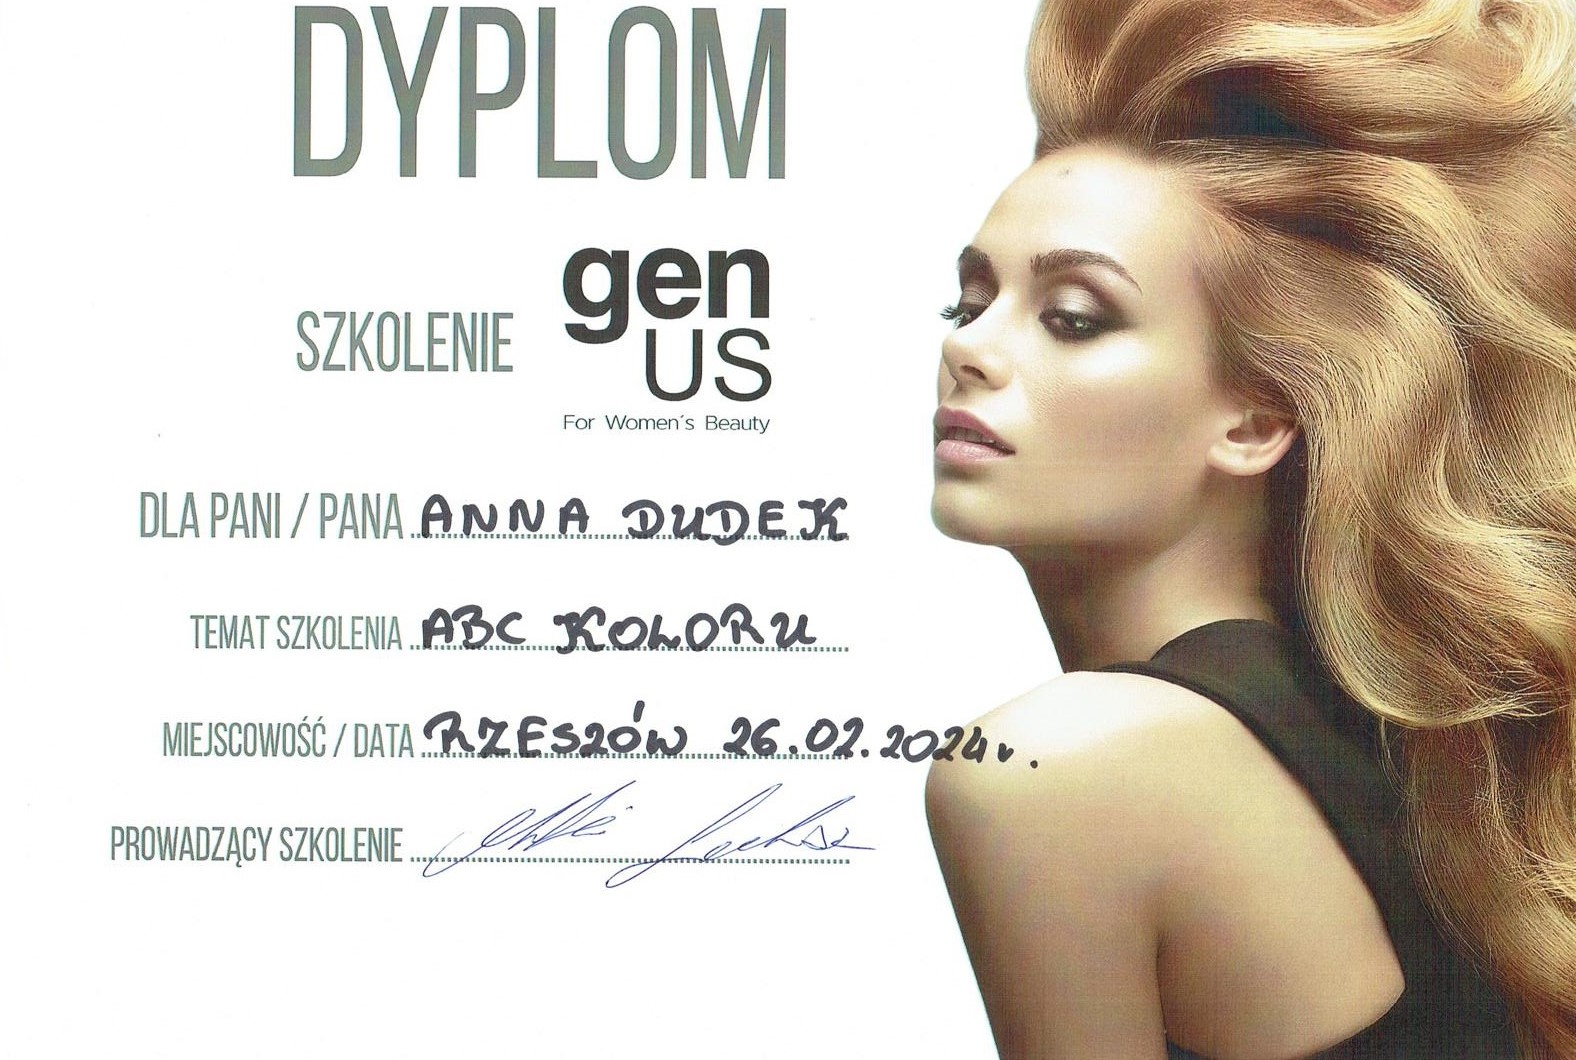 DYPLOM
SZKOLENIE
gen
US
For Women´s Beauty
DLA PANI / PANA ANNA DUDEK
TEMAT SZKOLENIA ABC KOLORU
MIEJSCOWOŚĆ / DATA RZESZÓW 26.02.2024r.
PROWADZĄCY SZKOLENIE